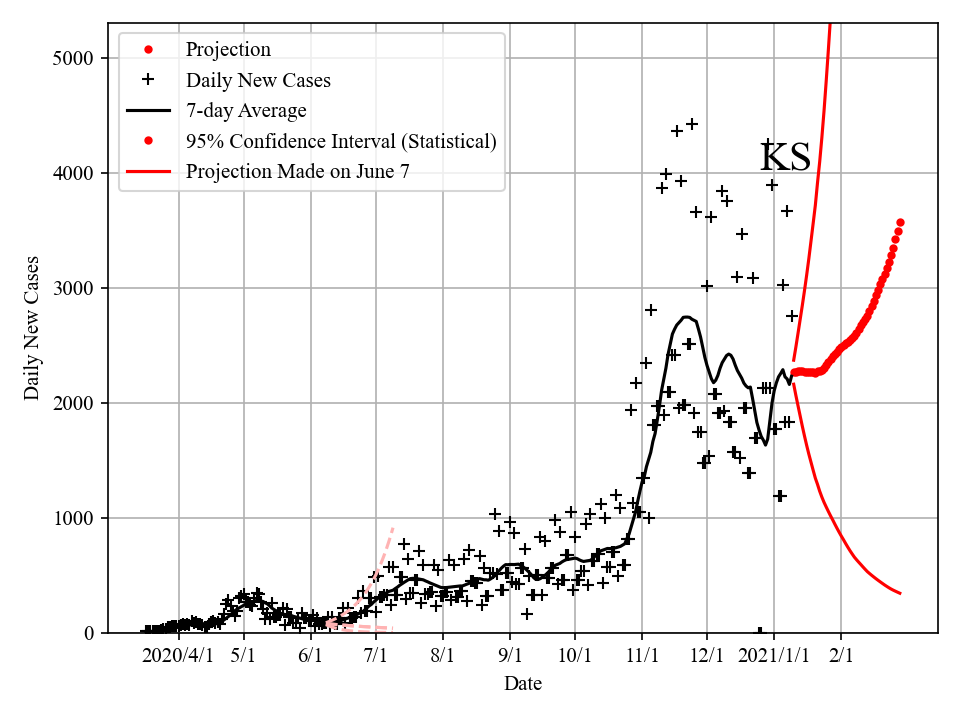 Projection
Daily New Cases
7-day Average
95% Confidence Interval (Statistical)
Projection Made on June 7
KS
5000
4000
3000
2000
1000
0
Daily New Cases
2020/4/1 5/1 6/1 7/1 8/1 9/1 10/1 11/1 12/1 2021/1/1 2/1
Date